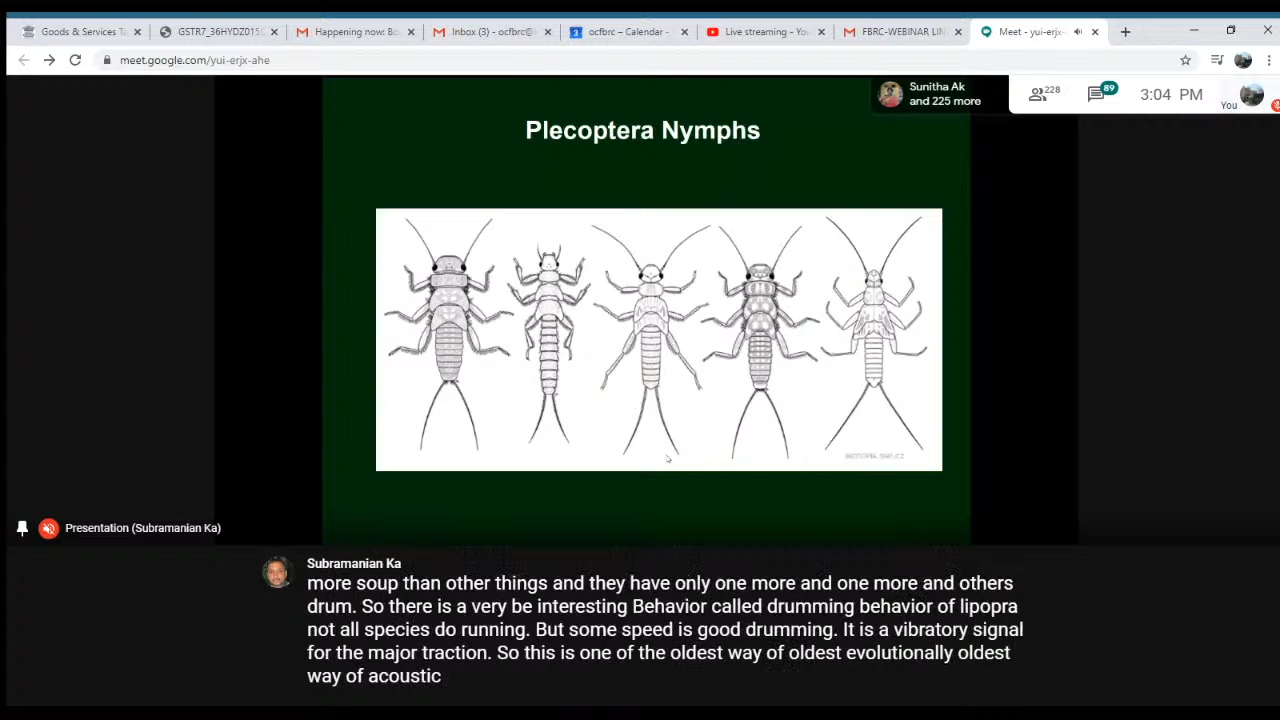 Goods & Services Ta
GSTR7_36HYDZ015
Happening now: Bo
Inbox (3) - ocfbrc@
3
ocfbrc – Calendar -
Live streaming - You
FBRC-WEBINAR LIN
Meet - yui-erjx-
meet.google.com/yui-erjx-ahe
Sunitha Ak
and 225 more
228
89
3:04 PM
You
Plecoptera Nymphs
Presentation (Subramanian Ka)
Subramanian Ka
more soup than other things and they have only one more and one more and others
drum. So there is a very be interesting Behavior called drumming behavior of lipopra
not all species do running. But some speed is good drumming. It is a vibratory signal
for the major traction. So this is one of the oldest way of oldest evolutionally oldest
way of acoustic